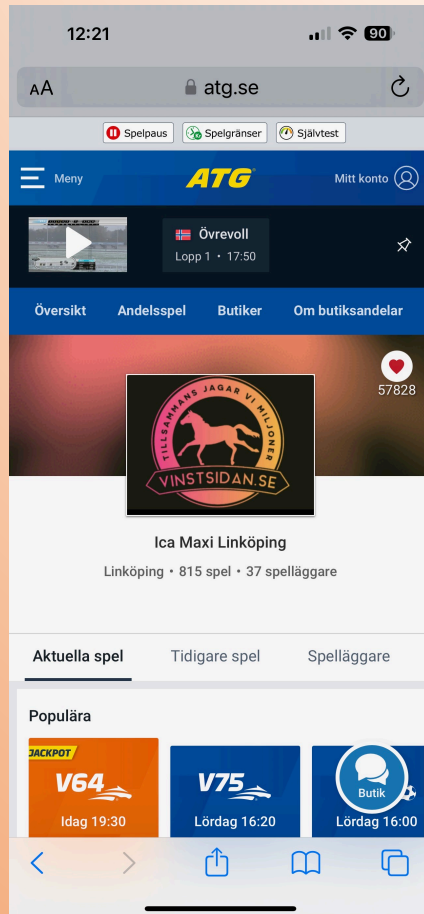 12:21
90
AA
atg.se
Spelpaus
Spelgränser
Självtest
Meny
ATG
Mitt konto
Övrevoll
Lopp 1 • 17:50
Översikt
Andelsspel
Butiker
Om butiksandelar
57828
TILLSAMMANS JAGAR VI MILJONER
VINSTSIDAN.SE
Ica Maxi Linköping
Linköping • 815 spel • 37 spelläggare
Aktuella spel
Tidigare spel
Spelläggare
Populära
JACKPOT
V64
Idag 19:30
V75
Lördag 16:20
Butik
Lördag 16:00